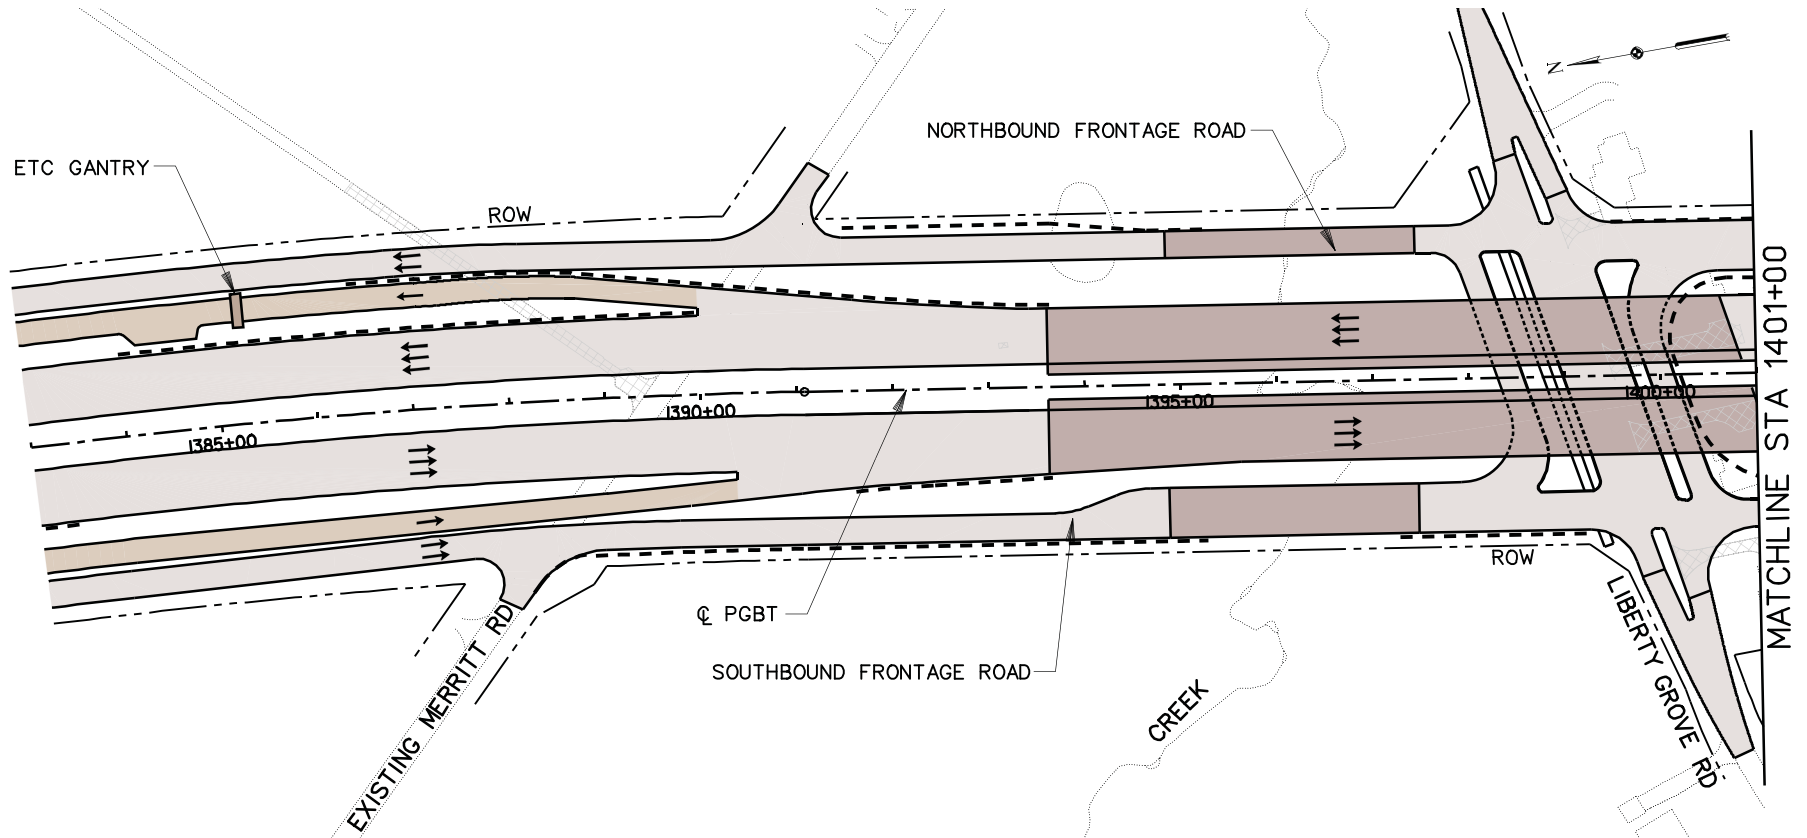 NORTHBOUND FRONTAGE ROAD
N
ETC GANTRY
ROW
1385+00
1390+00
1395+00
1400+00
MATCHLINE STA 1401+00
ROW
℄ PGBT
SOUTHBOUND FRONTAGE ROAD
EXISTING MERRITT RD
CREEK
LIBERTY GROVE RD